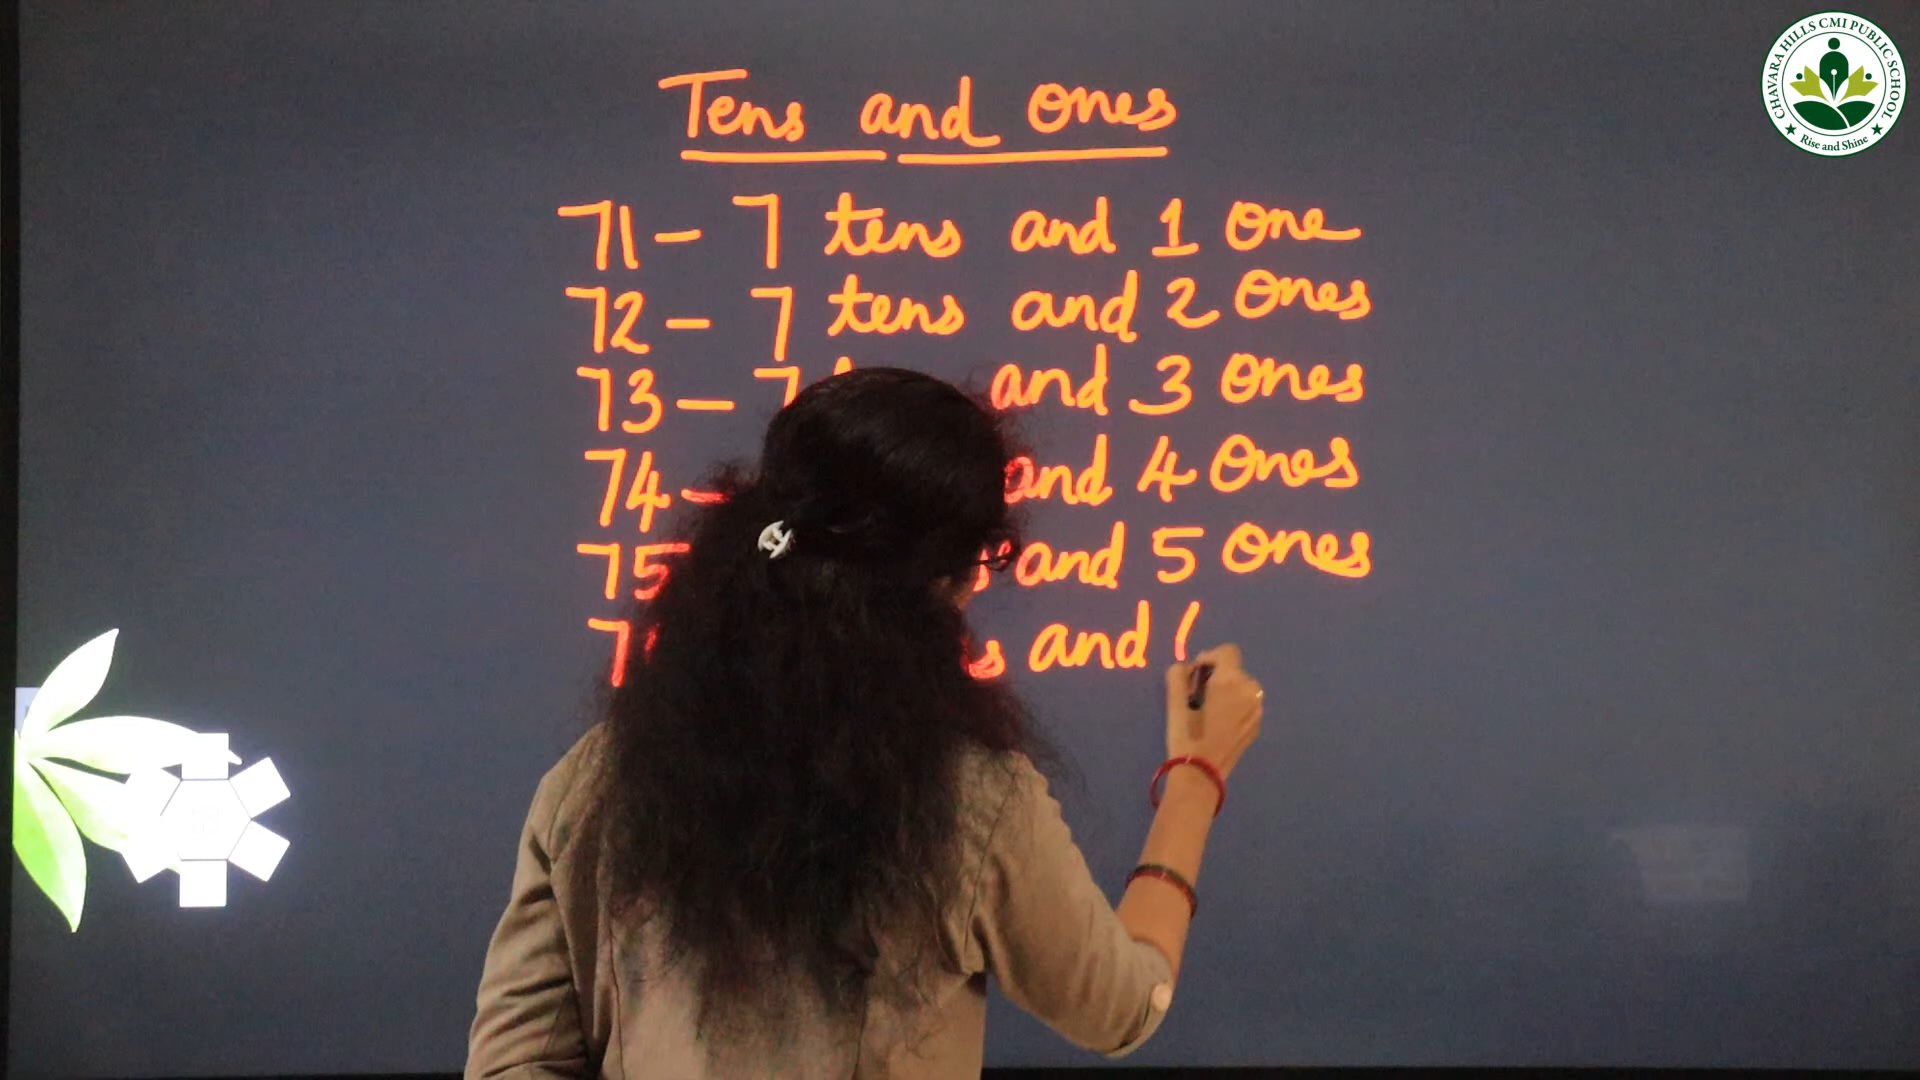 Tens and ones
71 - 7 tens and 1 one
72 - 7 tens and 2 ones
73 - 7 and 3 ones
74 - and 4 ones
75 and 5 ones
and
CHAVARA HILLS CMI PUBLIC SCHOOL
Rise and Shine